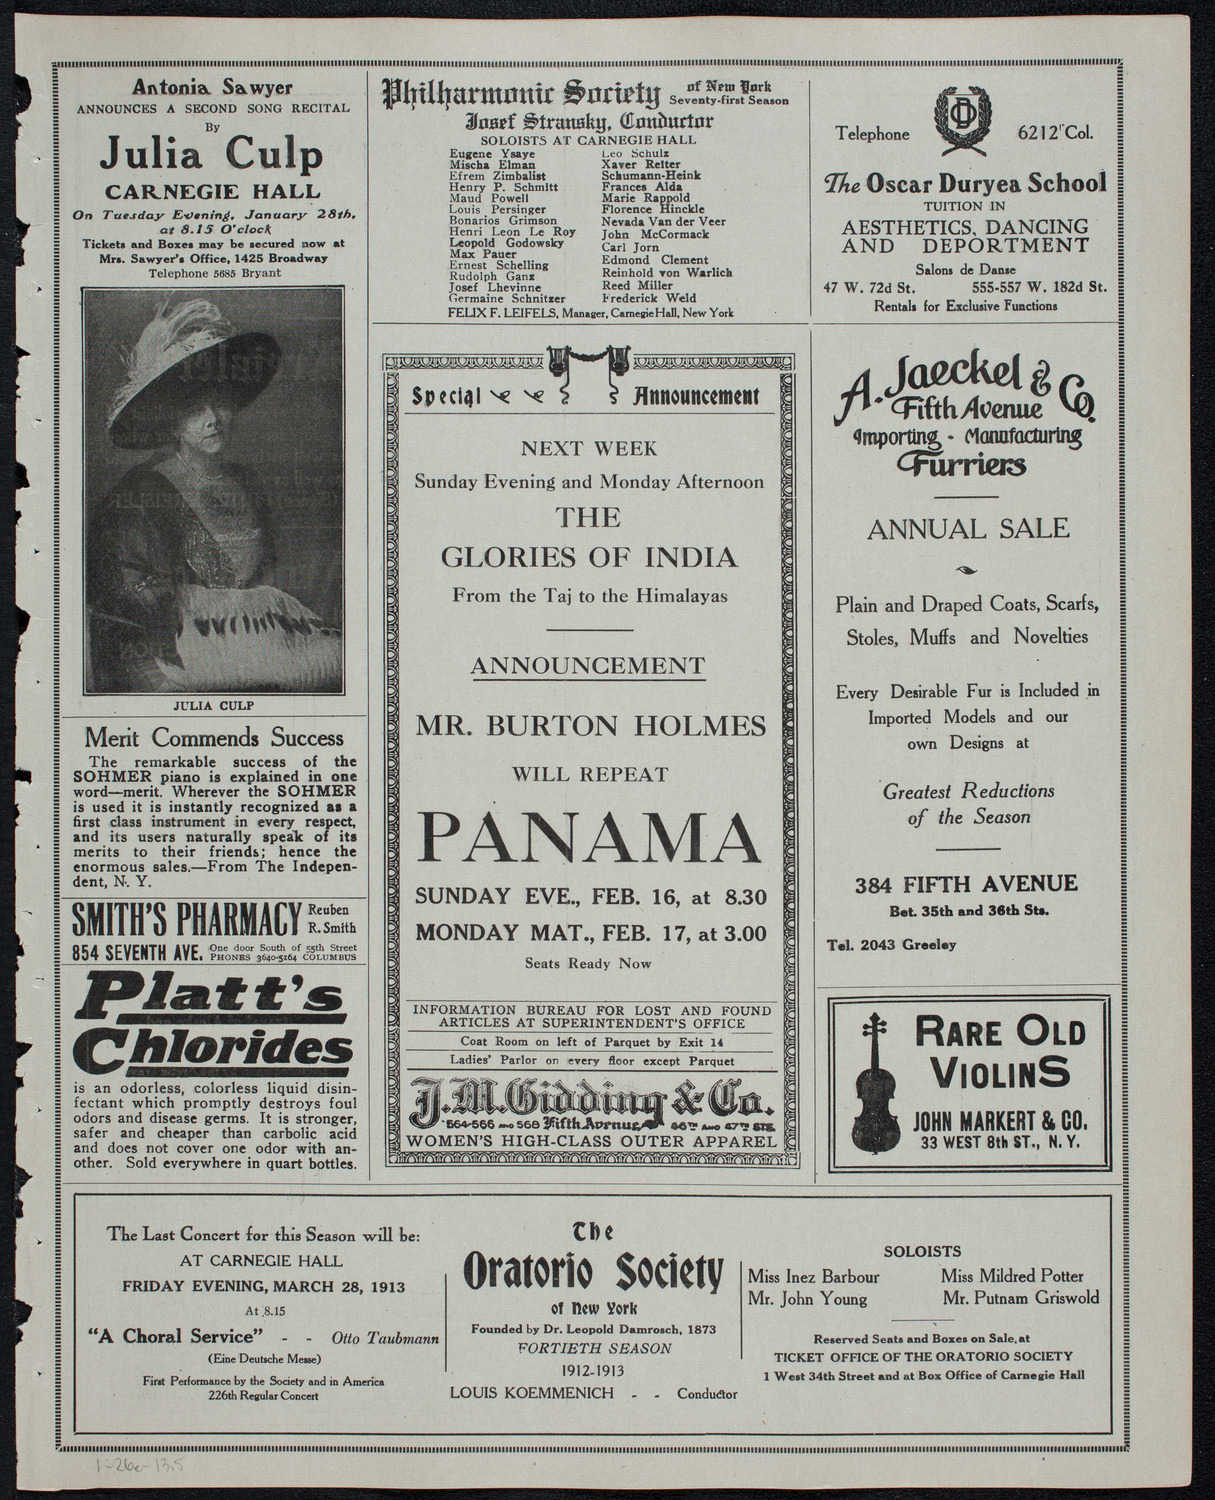 Antonia Sawyer
ANNOUNCES A SECOND SONG RECITAL
By
Julia Culp
CARNEGIE HALL
On Tuesday Evening, January 28th,
at 8.15 O'clock
Tickets and Boxes may be secured now at
Mrs. Sawyer's Office, 1425 Broadway
Telephone 5685 Bryant
JULIA CULP
Merit Commends Success
The remarkable success of the
SOHMER piano is explained in one
word—merit. Wherever the SOHMER
is used it is instantly recognized as a
first class instrument in every respect,
and its users naturally speak of its
merits to their friends; hence the
enormous sales.—From The Indepen-
dent, N. Y.
SMITH'S PHARMACY Reuben R. Smith
854 SEVENTH AVE. One door South of 55th Street
PHONES 3640-5164 COLUMBUS
Platt's
Chlorides
is an odorless, colorless liquid disin-
fectant which promptly destroys foul
odors and disease germs. It is stronger,
safer and cheaper than carbolic acid
and does not cover one odor with an-
other. Sold everywhere in quart bottles.
Philharmonic Society of New York
Seventy-first Season
Josef Stransky, Conductor
SOLOISTS AT CARNEGIE HALL
Eugene Ysaye
Mischa Elman
Efrem Zimbalist
Henry P. Schmitt
Maud Powell
Louis Persinger
Bonarios Grimson
Henri Leon Le Roy
Leopold Godowsky
Max Pauer
Ernest Schelling
Rudolph Ganz
Josef Lhevinne
Germaine Schnitzer
Leo Schulz
Xaver Reiter
Schumann-Heink
Frances Alda
Marie Rappold
Florence Hinckle
Nevada Van der Veer
John McCormack
Carl Jorn
Edmond Clement
Reinhold von Warlich
Reed Miller
Frederick Weld
FELIX F. LEIFELS, Manager, Carnegie Hall, New York
Special Announcement
NEXT WEEK
Sunday Evening and Monday Afternoon
THE
GLORIES OF INDIA
From the Taj to the Himalayas
ANNOUNCEMENT
MR. BURTON HOLMES
WILL REPEAT
PANAMA
SUNDAY EVE., FEB. 16, at 8.30
MONDAY MAT., FEB. 17, at 3.00
Seats Ready Now
INFORMATION BUREAU FOR LOST AND FOUND
ARTICLES AT SUPERINTENDENT'S OFFICE
Coat Room on left of Parquet by Exit 14
Ladies' Parlor on every floor except Parquet
J.M. Gidding & Co.
564-566 AND 568 Fifth Avenue 46TH AND 47TH STS.
WOMEN'S HIGH-CLASS OUTER APPAREL
Telephone OD 6212 Col.
The Oscar Duryea School
TUITION IN
AESTHETICS, DANCING
AND DEPORTMENT
Salons de Danse
47 W. 72d St. 555-557 W. 182d St.
Rentals for Exclusive Functions
A. Jaeckel & Co.
Fifth Avenue
Importing - Manufacturing
Furriers
ANNUAL SALE
Plain and Draped Coats, Scarfs,
Stoles, Muffs and Novelties
Every Desirable Fur is Included in
Imported Models and our
own Designs at
Greatest Reductions
of the Season
384 FIFTH AVENUE
Bet. 35th and 36th Sts.
Tel. 2043 Greeley
RARE OLD
VIOLINS
JOHN MARKERT & CO.
33 WEST 8th ST., N. Y.
The Last Concert for this Season will be:
AT CARNEGIE HALL
FRIDAY EVENING, MARCH 28, 1913
At 8.15
"A Choral Service" - - Otto Taubmann
(Eine Deutsche Messe)
First Performance by the Society and in America
226th Regular Concert
The
Oratorio Society
of New York
Founded by Dr. Leopold Damrosch, 1873
FORTIETH SEASON
1912-1913
LOUIS KOEMMENICH - - Conductor
SOLOISTS
Miss Inez Barbour Miss Mildred Potter
Mr. John Young Mr. Putnam Griswold
Reserved Seats and Boxes on Sale, at
TICKET OFFICE OF THE ORATORIO SOCIETY
1 West 34th Street and at Box Office of Carnegie Hall